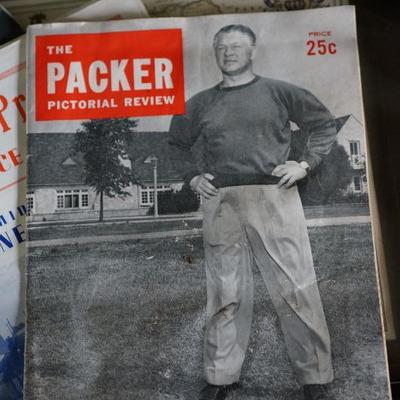 THE
PACKER
PICTORIAL REVIEW
PRICE
25c